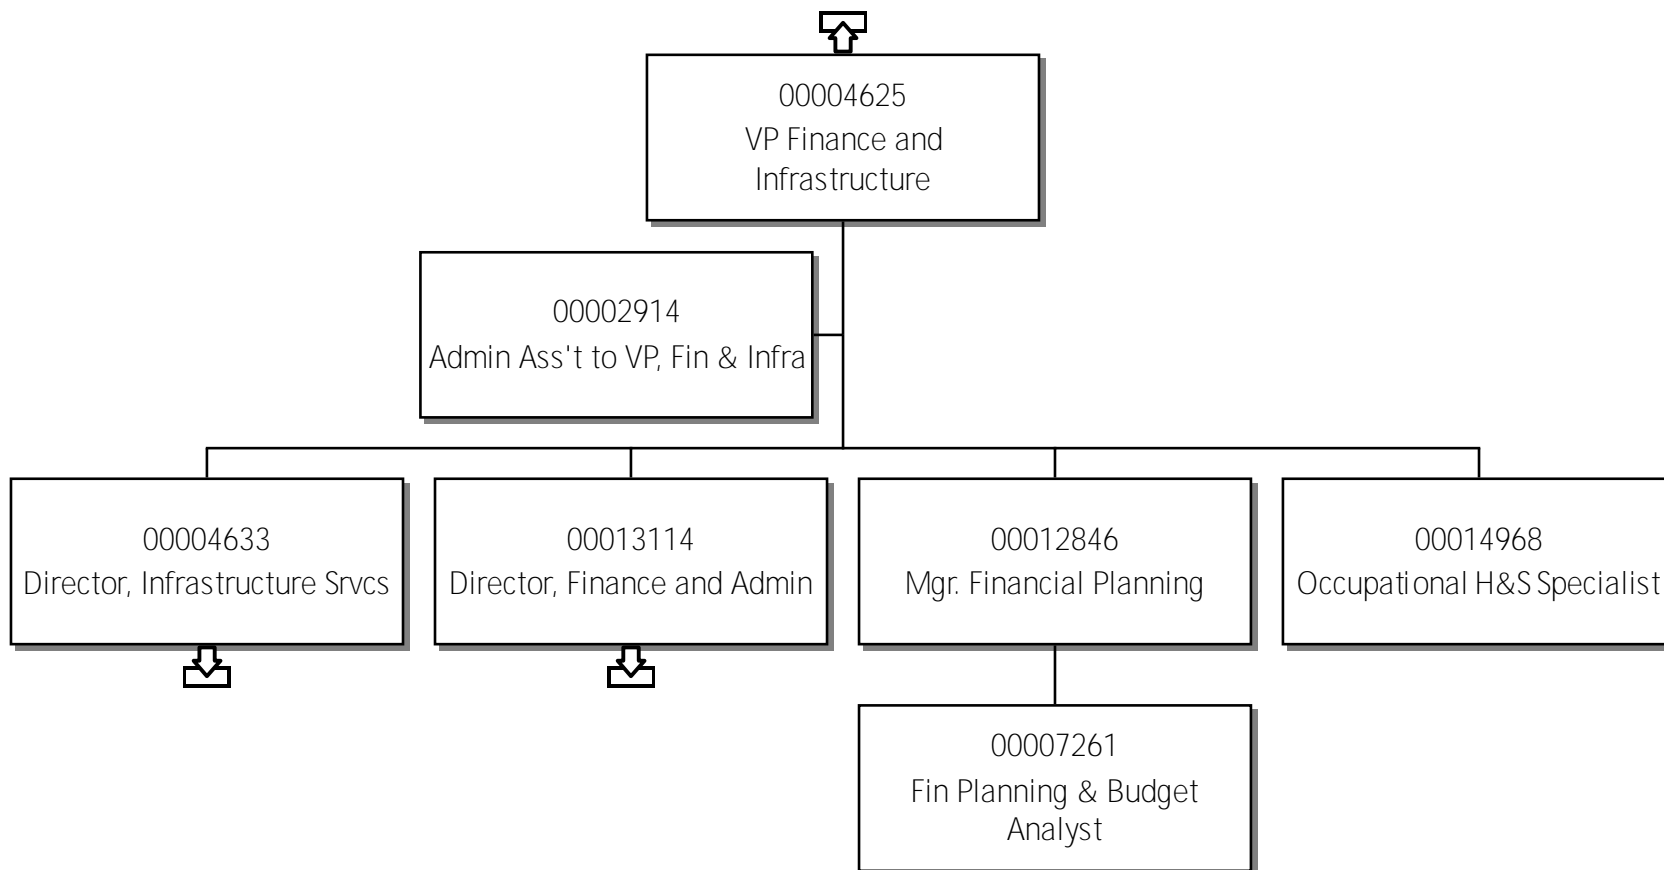 00004625
VP Finance and
Infrastructure
00002914
Admin Ass't to VP, Fin & Infra
00004633
Director, Infrastructure Srvcs
00013114
Director, Finance and Admin
00012846
Mgr. Financial Planning
00014968
Occupational H&S Specialist
00007261
Fin Planning & Budget
Analyst